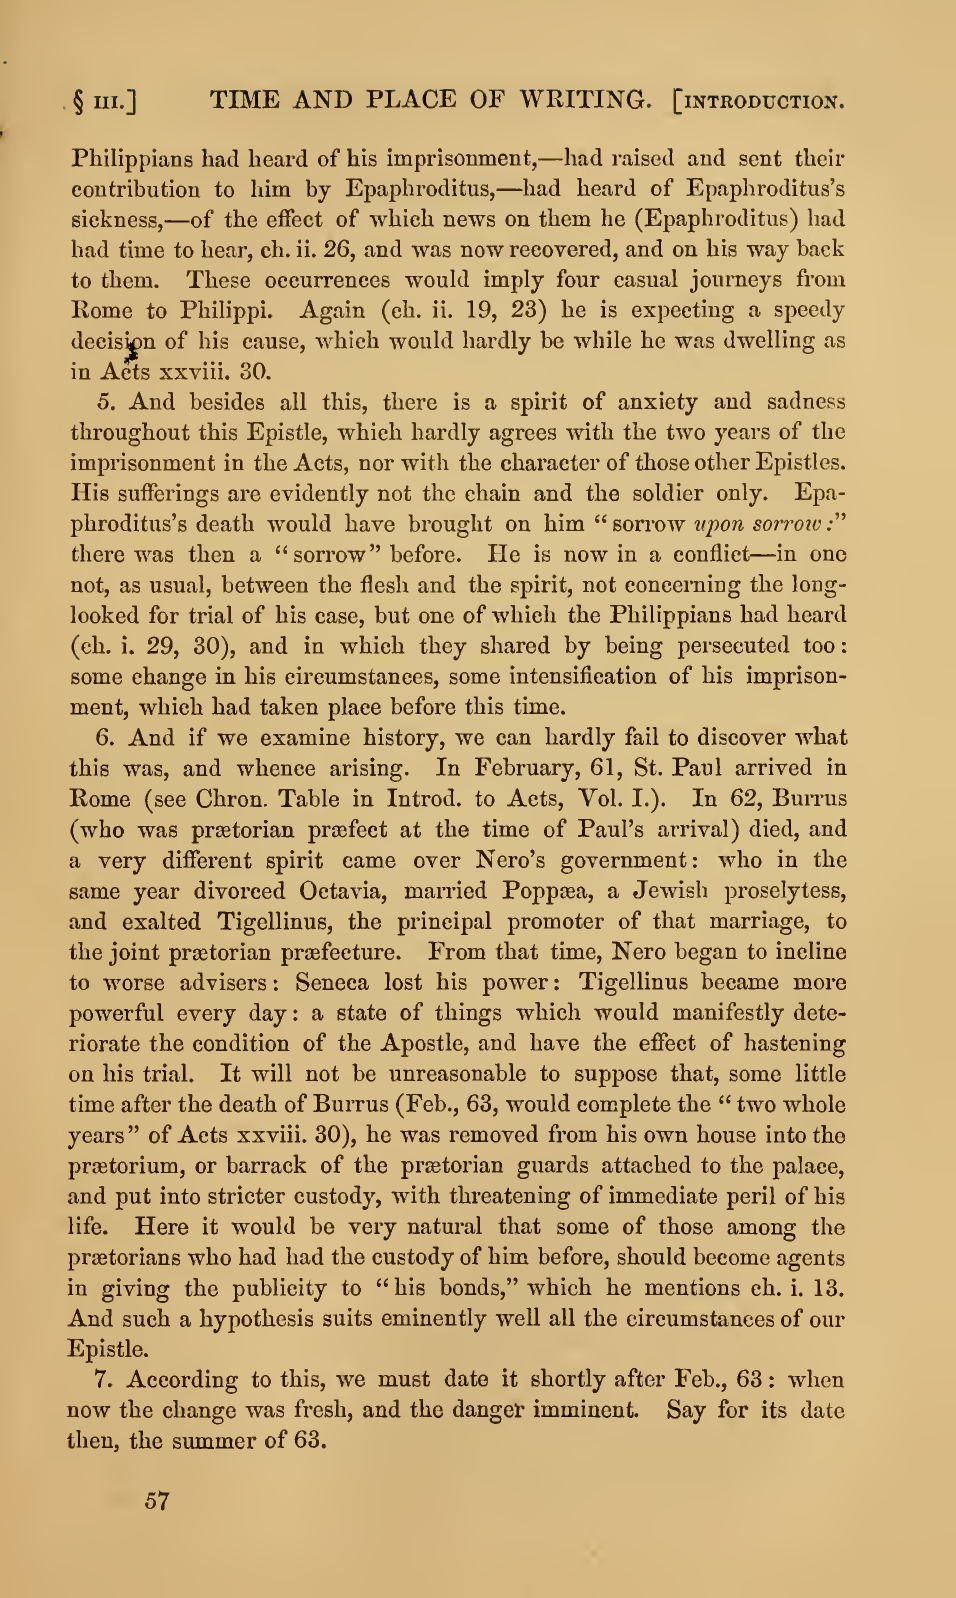 § III.] TIME AND PLACE OF WRITING. [INTRODUCTION.
Philippians had heard of his imprisonment,—had raised and sent their
contribution to him by Epaphroditus,—had heard of Epaphroditus's
sickness,—of the effect of which news on them he (Epaphroditus) had
had time to hear, ch. ii. 26, and was now recovered, and on his way back
to them. These occurrences would imply four casual journeys from
Rome to Philippi. Again (ch. ii. 19, 23) he is expecting a speedy
decision of his cause, which would hardly be while he was dwelling as
in Acts xxviii. 30.
5. And besides all this, there is a spirit of anxiety and sadness
throughout this Epistle, which hardly agrees with the two years of the
imprisonment in the Acts, nor with the character of those other Epistles.
His sufferings are evidently not the chain and the soldier only. Epa-
phroditus's death would have brought on him “sorrow upon sorrow:”
there was then a “sorrow” before. He is now in a conflict—in one
not, as usual, between the flesh and the spirit, not concerning the long-
looked for trial of his case, but one of which the Philippians had heard
(ch. i. 29, 30), and in which they shared by being persecuted too:
some change in his circumstances, some intensification of his imprison-
ment, which had taken place before this time.
6. And if we examine history, we can hardly fail to discover what
this was, and whence arising. In February, 61, St. Paul arrived in
Rome (see Chron. Table in Introd. to Acts, Vol. I.). In 62, Burrus
(who was prætorian præfect at the time of Paul's arrival) died, and
a very different spirit came over Nero's government: who in the
same year divorced Octavia, married Poppæa, a Jewish proselytess,
and exalted Tigellinus, the principal promoter of that marriage, to
the joint prætorian præfecture. From that time, Nero began to incline
to worse advisers: Seneca lost his power: Tigellinus became more
powerful every day: a state of things which would manifestly dete-
riorate the condition of the Apostle, and have the effect of hastening
on his trial. It will not be unreasonable to suppose that, some little
time after the death of Burrus (Feb., 63, would complete the “two whole
years” of Acts xxviii. 30), he was removed from his own house into the
prætorium, or barrack of the prætorian guards attached to the palace,
and put into stricter custody, with threatening of immediate peril of his
life. Here it would be very natural that some of those among the
prætorians who had had the custody of him before, should become agents
in giving the publicity to “his bonds,” which he mentions ch. i. 13.
And such a hypothesis suits eminently well all the circumstances of our
Epistle.
7. According to this, we must date it shortly after Feb., 63: when
now the change was fresh, and the danger imminent. Say for its date
then, the summer of 63.
57